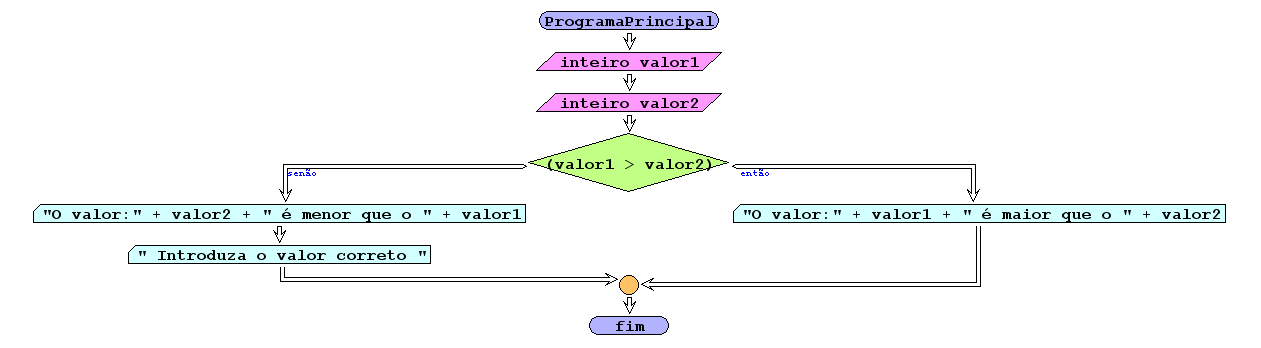 ProgramaPrincipal
inteiro valor1
inteiro valor2
(valor1 > valor2)
senão
então
"O valor:" + valor2 + " é menor que o " + valor1
"O valor:" + valor1 + " é maior que o " + valor2
" Introduza o valor correto "
fim